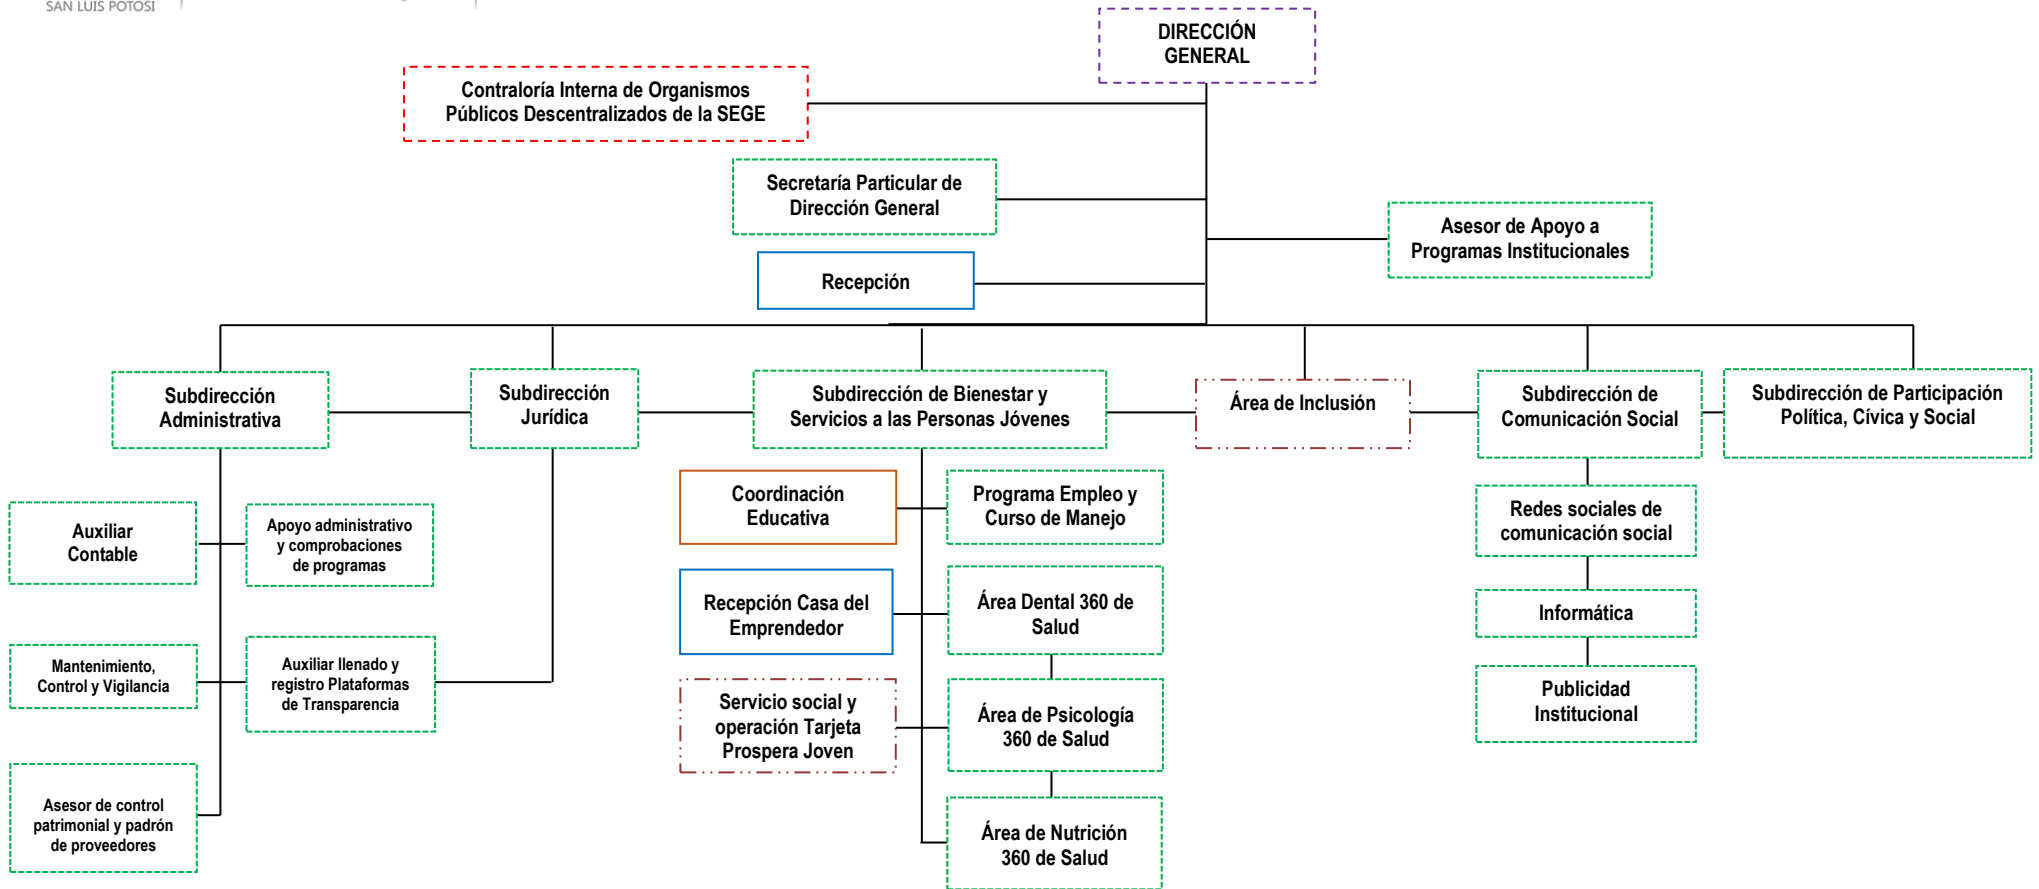 SAN LUIS POTOSÍ
DIRECCIÓN
GENERAL
Contraloría Interna de Organismos
Públicos Descentralizados de la SEGE
Secretaría Particular de
Dirección General
Asesor de Apoyo a
Programas Institucionales
Recepción
Subdirección
Administrativa
Subdirección
Jurídica
Subdirección de Bienestar y
Servicios a las Personas Jóvenes
Área de Inclusión
Subdirección de
Comunicación Social
Subdirección de Participación
Política, Cívica y Social
Auxiliar
Contable
Apoyo administrativo
y comprobaciones
de programas
Mantenimiento,
Control y Vigilancia
Auxiliar llenado y
registro Plataformas
de Transparencia
Asesor de control
patrimonial y padrón
de proveedores
Coordinación
Educativa
Programa Empleo y
Curso de Manejo
Recepción Casa del
Emprendedor
Área Dental 360 de
Salud
Servicio social y
operación Tarjeta
Prospera Joven
Área de Psicología
360 de Salud
Área de Nutrición
360 de Salud
Redes sociales de
comunicación social
Informática
Publicidad
Institucional